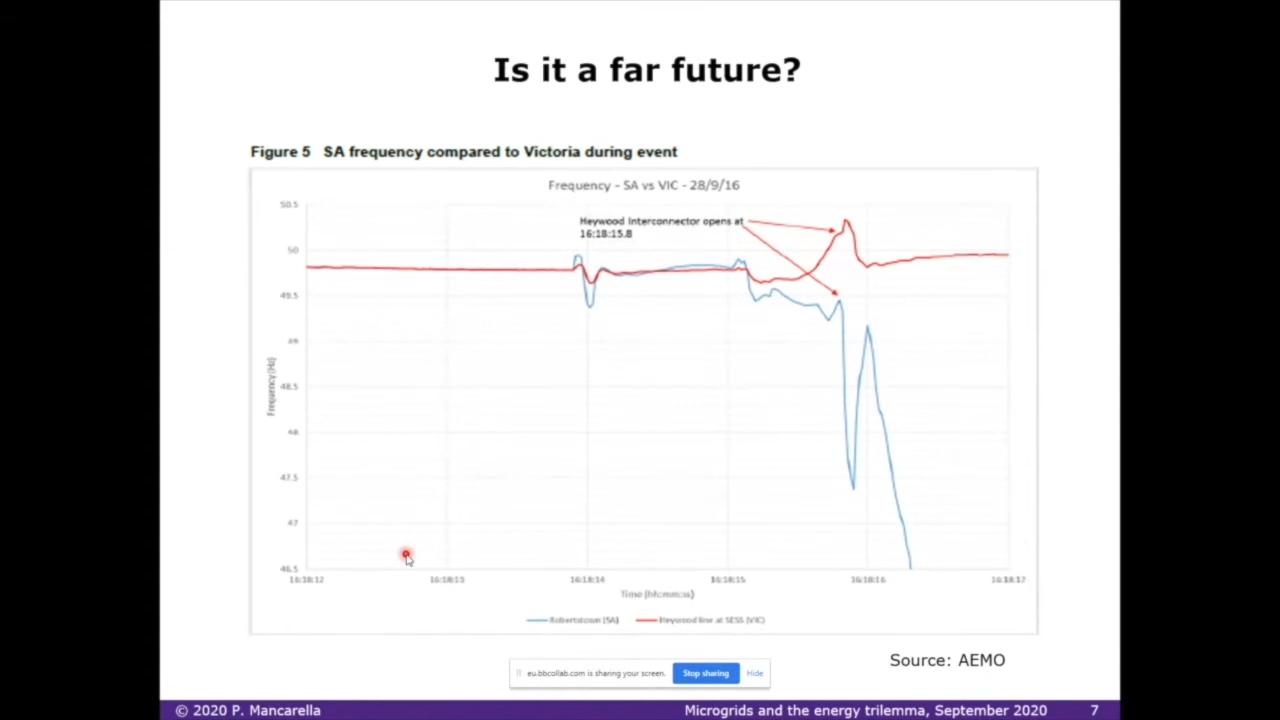 Is it a far future?
Figure 5 SA frequency compared to Victoria during event
Frequency - SA vs VIC - 28/9/16
50.5
Heywood Interconnector opens at
16:18:15.8
50
49.5
49
48.5
Frequency (Hz)
48
47.5
47
46.5
16:18:12 16:18:13 16:18:14 16:18:15 16:18:16 16:18:17
Time (hh:mm:ss)
Robertstown (SA) Heywood line at SESS (VIC)
Source: AEMO
eu.bbcollab.com is sharing your screen. Stop sharing Hide
© 2020 P. Mancarella Microgrids and the energy trilemma, September 2020 7